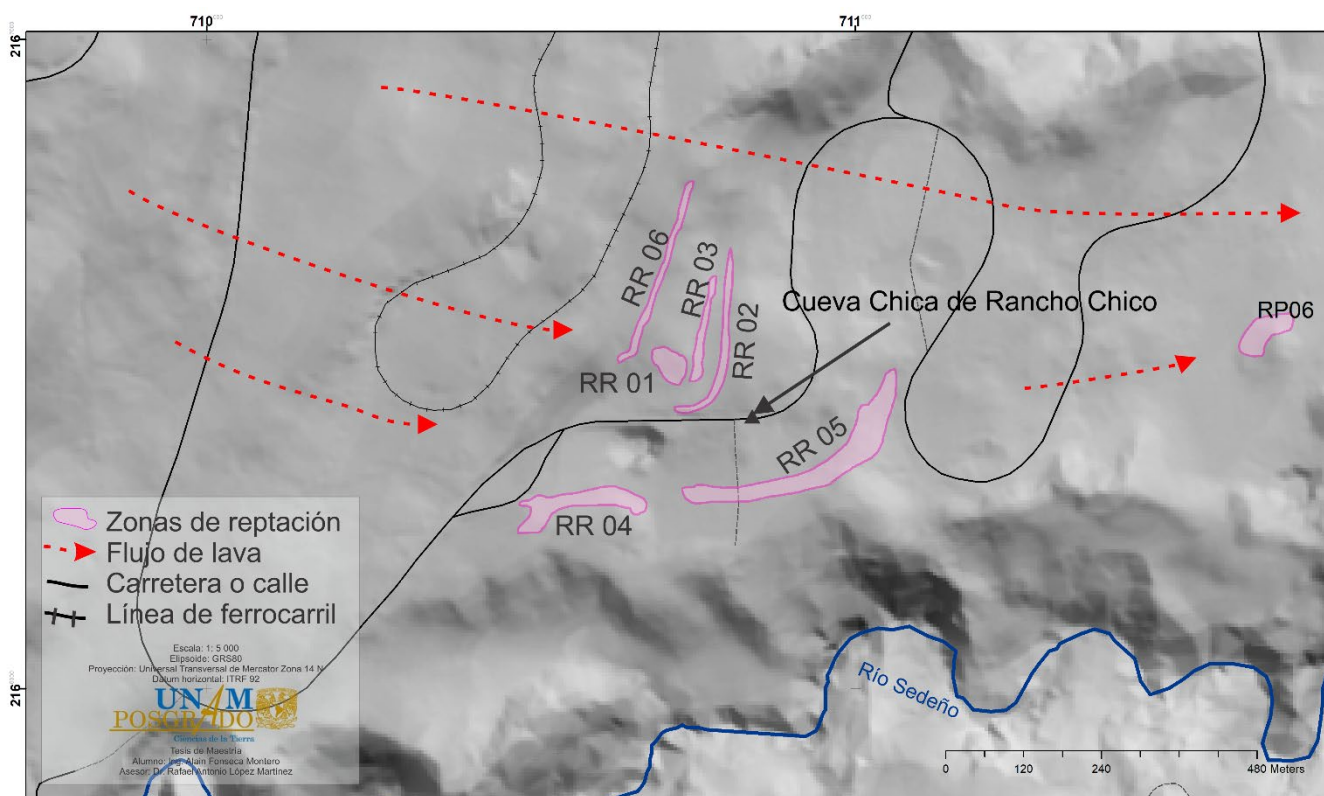 710000
711000
216
RR 06
RR 03
RR 02
RR 01
Cueva Chica de Rancho Chico
RP06
RR 05
RR 04
Zonas de reptación
Flujo de lava
Carretera o calle
Línea de ferrocarril
Escala: 1: 5 000
Elipsoide: GRS80
Proyección: Universal Transversal de Mercator Zona 14 N
Datum horizontal: ITRF 92
UNAM
POSGRADO
Ciencias de la Tierra
Tesis de Maestría
Alumno: Ing. Alain Fonseca Montero
Asesor: Dr. Rafael Antonio López Martínez
216
Río Sedeño
0 120 240 480 Meters